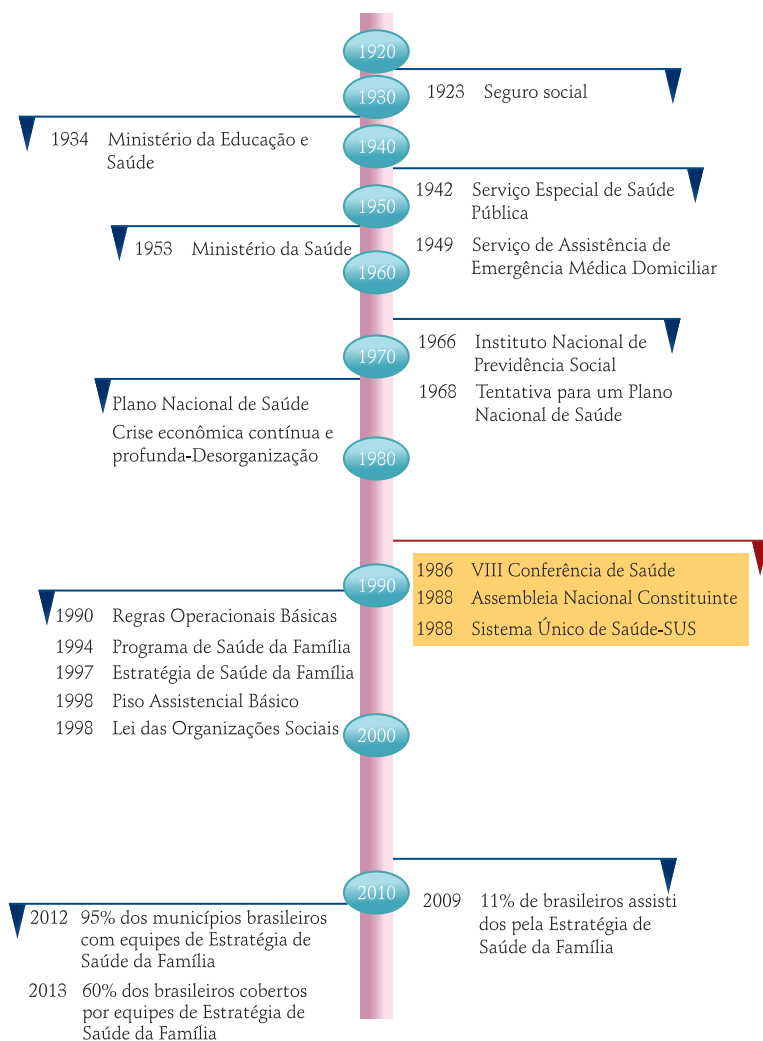 1920
1923 Seguro social
1930
1934 Ministério da Educação e
Saúde
1940
1942 Serviço Especial de Saúde
Pública
1949 Serviço de Assistência de
Emergência Médica Domiciliar
1950
1953 Ministério da Saúde
1960
1966 Instituto Nacional de
Previdência Social
1968 Tentativa para um Plano
Nacional de Saúde
1970
Plano Nacional de Saúde
Crise econômica contínua e
profunda-Desorganização
1980
1986 VIII Conferência de Saúde
1988 Assembleia Nacional Constituinte
1988 Sistema Único de Saúde-SUS
1990
1990 Regras Operacionais Básicas
1994 Programa de Saúde da Família
1997 Estratégia de Saúde da Família
1998 Piso Assistencial Básico
1998 Lei das Organizações Sociais
2000
2009 11% de brasileiros assisti
dos pela Estratégia de
Saúde da Família
2010
2012 95% dos municípios brasileiros
com equipes de Estratégia de
Saúde da Família
2013 60% dos brasileiros cobertos
por equipes de Estratégia de
Saúde da Família